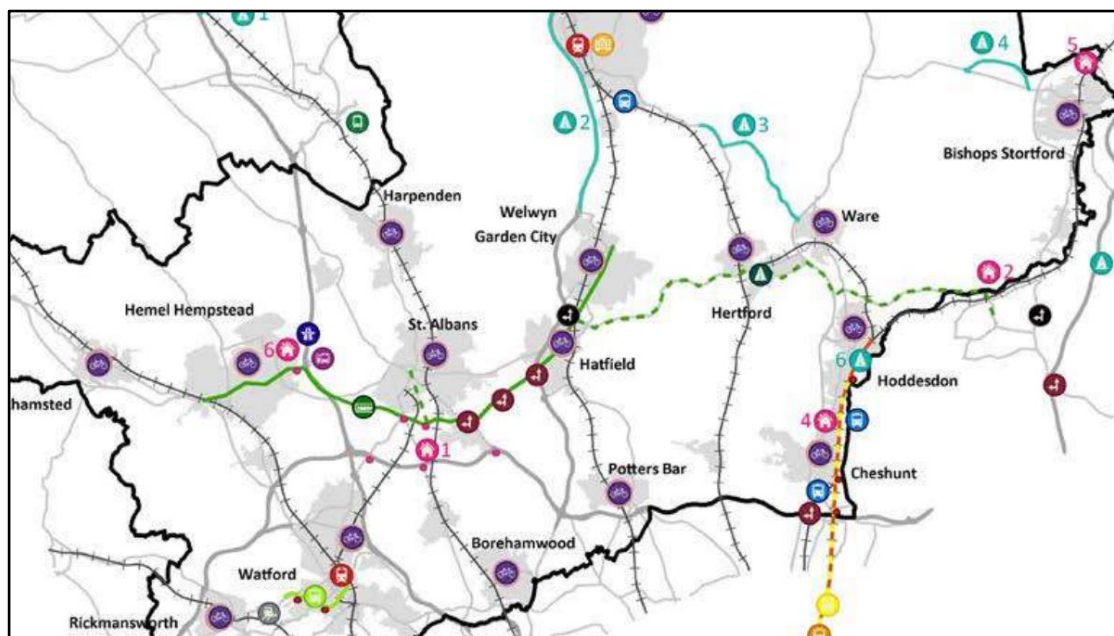 1
5
4
2
3
Bishops Stortford
Harpenden
Welwyn
Garden City
Ware
2
Hemel Hempstead
St. Albans
Hertford
6
Hatfield
6
Hoddesdon
hamsted
4
1
Potters Bar
Cheshunt
Borehamwood
Watford
Rickmansworth